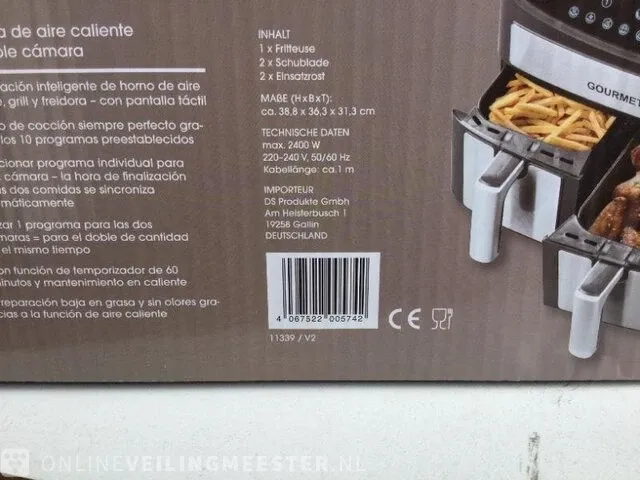 a de aire caliente
ble cámara
ación inteligente de horno de aire
, grill y freidora – con pantalla táctil
o de cocción siempre perfecto gra-
los 10 programas preestablecidos
cionar programa individual para
cámara – la hora de finalización
as dos comidas se sincroniza
máticamente
zar 1 programa para las dos
maras = para el doble de cantidad
el mismo tiempo
on función de temporizador de 60
minutos y mantenimiento en caliente
reparación baja en grasa y sin olores gra-
cias a la función de aire caliente
INHALT
1 x Fritteuse
2 x Schublade
2 x Einsatzrost
MAßE (HxBxT):
ca. 38,8 x 36,3 x 31,3 cm
TECHNISCHE DATEN
max. 2400 W
220-240 V, 50/60 Hz
Kabellänge: ca.1 m
IMPORTEUR
DS Produkte GmbH
Am Heisterbusch 1
19258 Gallin
DEUTSCHLAND
4 067522 005742
11339 / V2
CE
GOURMET
ONLINEVEILINGMEESTER.NL